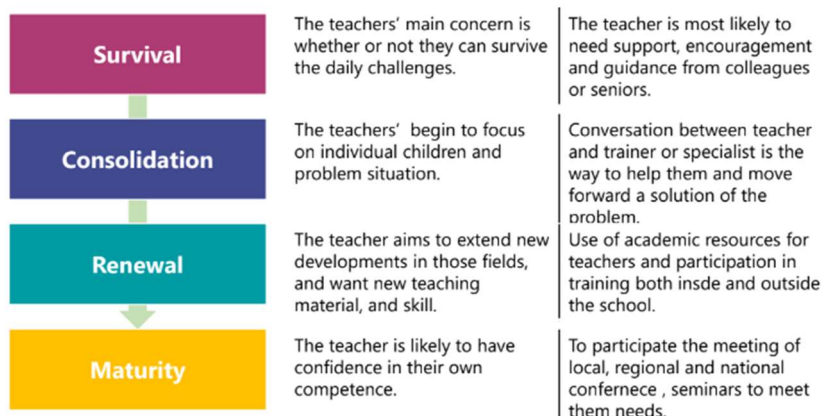 Survival
The teachers' main concern is
whether or not they can survive
the daily challenges.
The teacher is most likely to
need support, encouragement
and guidance from colleagues
or seniors.
Consolidation
The teachers' begin to focus
on individual children and
problem situation.
Conversation between teacher
and trainer or specialist is the
way to help them and move
forward a solution of the
problem.
Renewal
The teacher aims to extend new
developments in those fields,
and want new teaching
material, and skill.
Use of academic resources for
teachers and participation in
training both insde and outside
the school.
Maturity
The teacher is likely to have
confidence in their own
competence.
To participate the meeting of
local, regional and national
confernece , seminars to meet
them needs.